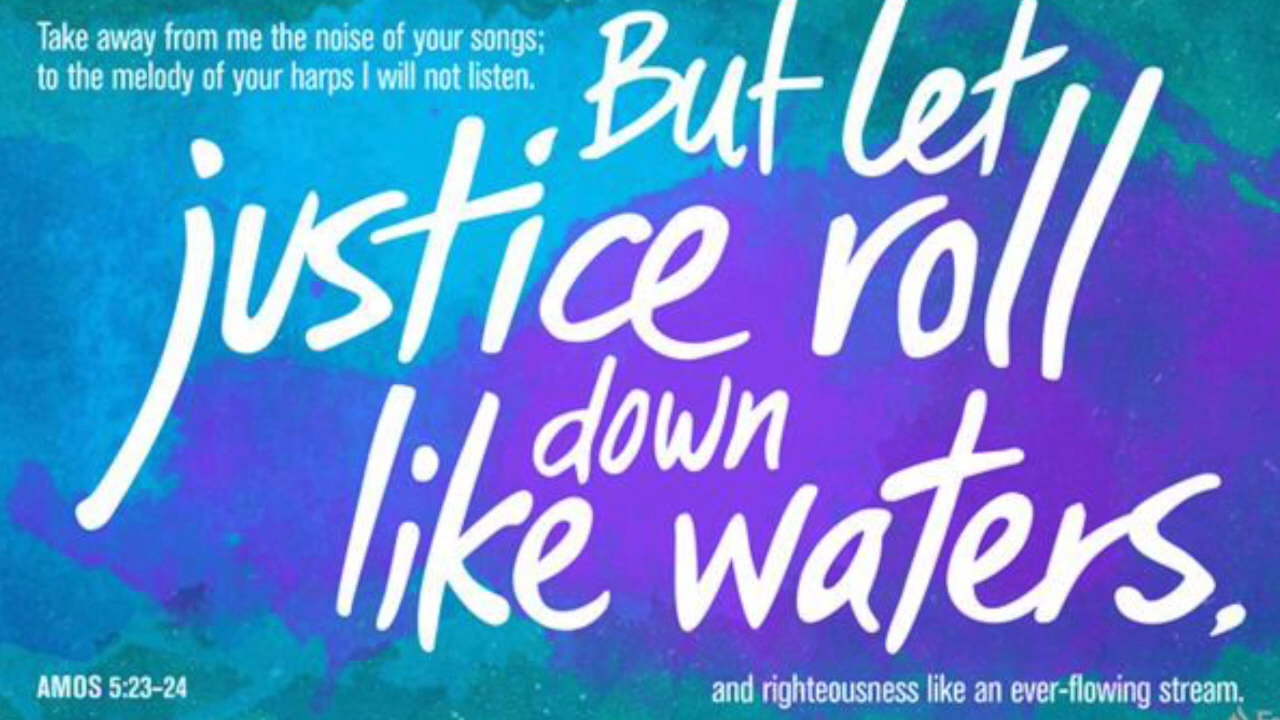 Take away from me the noise of your songs;
to the melody of your harps I will not listen.
But let
justice roll
down
like waters,
and righteousness like an ever-flowing stream.
AMOS 5:23–24